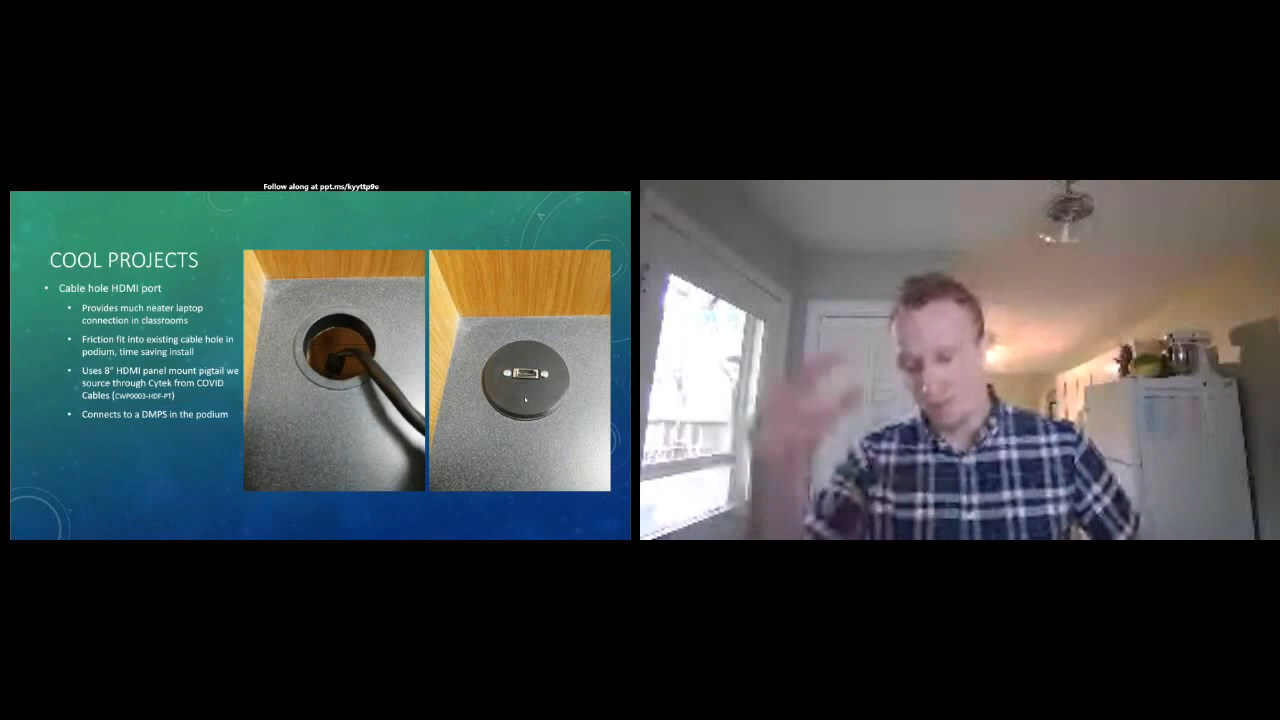 Follow along at ppt.ms/kyyttp9e
COOL PROJECTS
• Cable hole HDMI port
• Provides much neater laptop
connection in classrooms
• Friction fit into existing cable hole in
podium, time saving install
• Uses 8" HDMI panel mount pigtail we
source through Cytek from COVID
Cables (CWP0003-HDF-PT)
• Connects to a DMPS in the podium